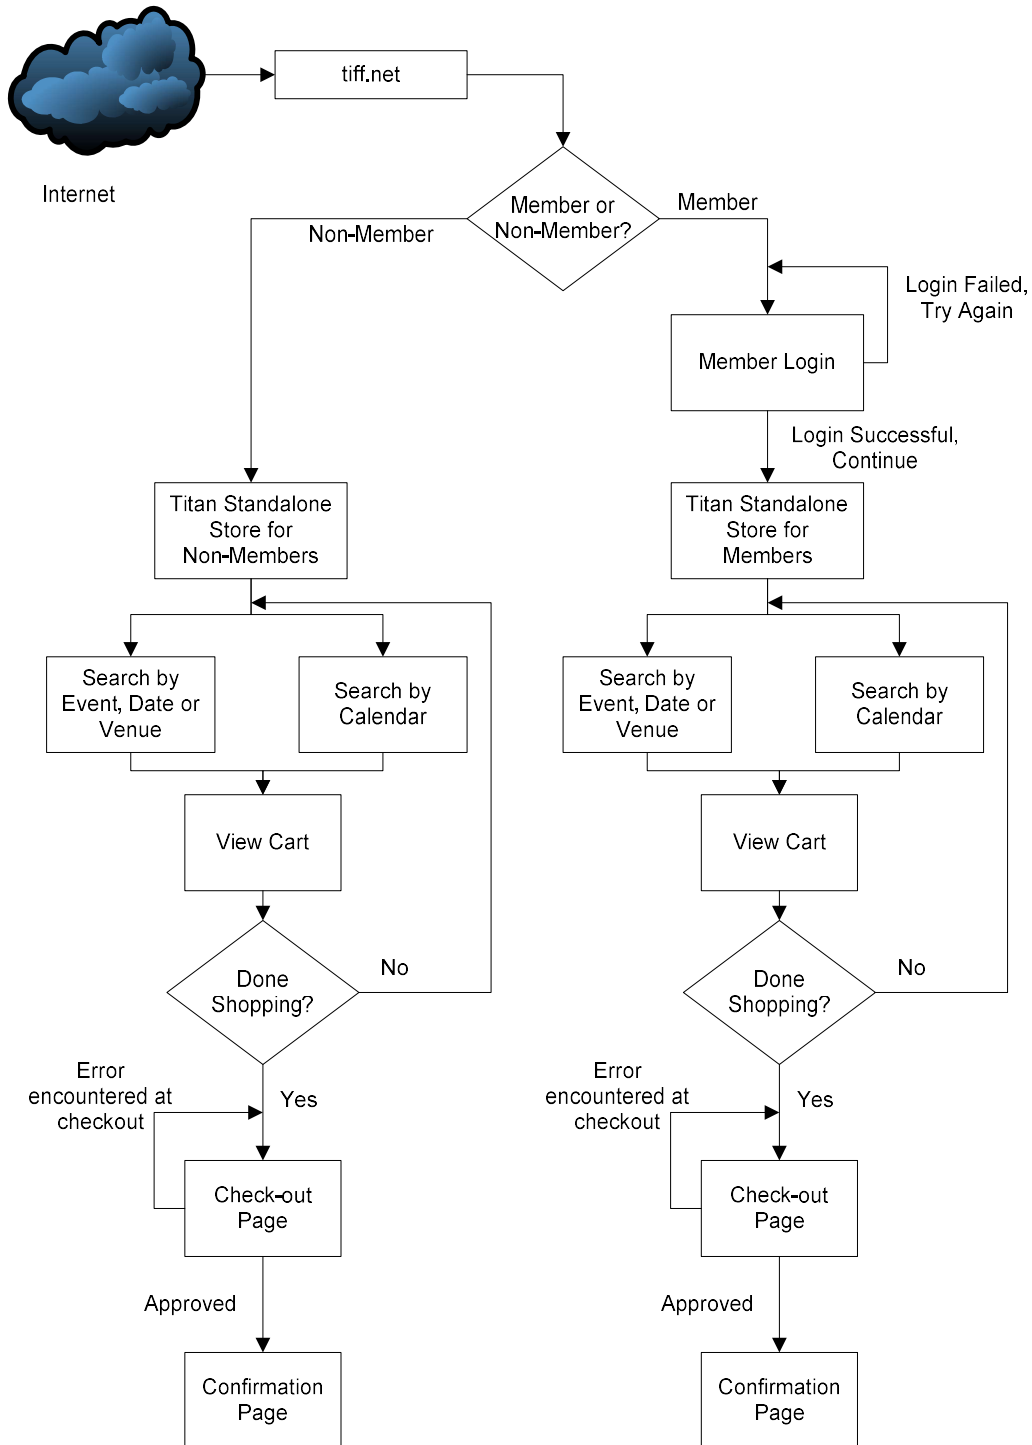 tiff.net
Internet
Member or
Non-Member?
Member
Non-Member
Login Failed,
Try Again
Member Login
Login Successful,
Continue
Titan Standalone
Store for
Non-Members
Titan Standalone
Store for
Members
Search by
Event, Date or
Venue
Search by
Calendar
Search by
Event, Date or
Venue
Search by
Calendar
View Cart
View Cart
Done
Shopping?
No
Done
Shopping?
No
Error
encountered at
checkout
Yes
Error
encountered at
checkout
Yes
Check-out
Page
Check-out
Page
Approved
Approved
Confirmation
Page
Confirmation
Page